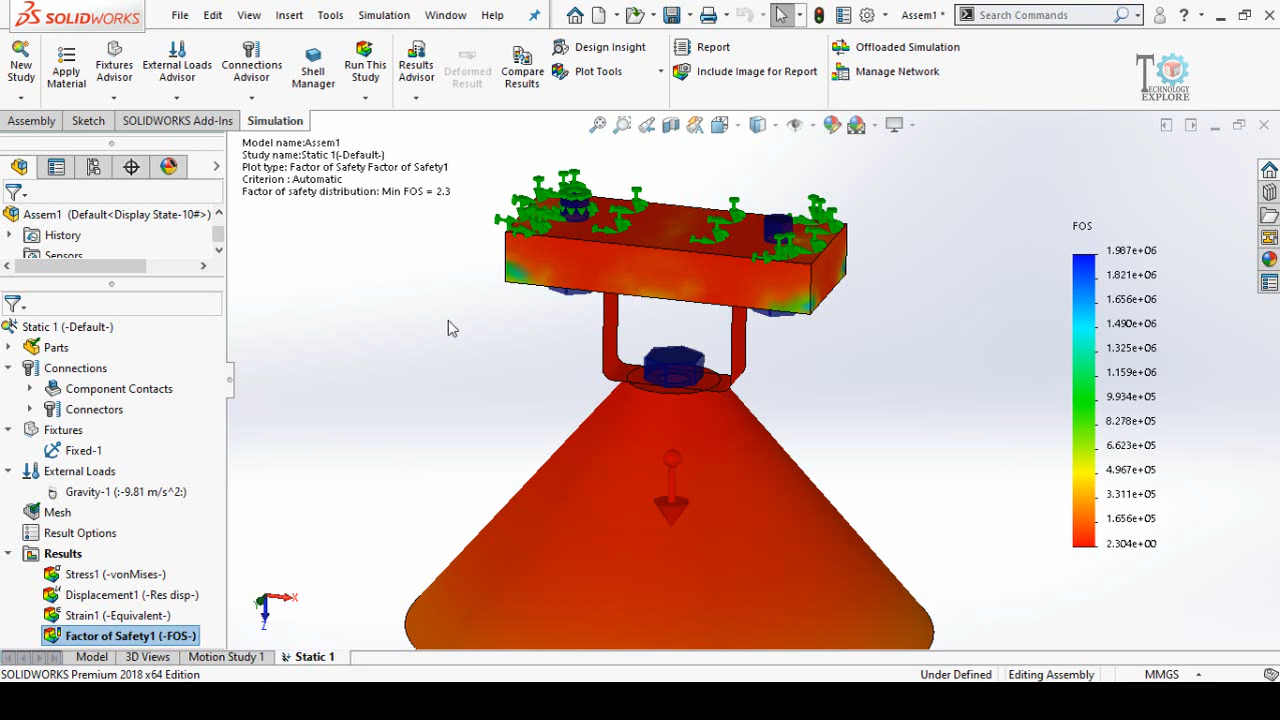 SOLIDWORKS
File Edit View Insert Tools Simulation Window Help
Assem1 *
Search Commands
?
New Study
Apply Material
Fixtures Advisor
External Loads Advisor
Connections Advisor
Shell Manager
Run This Study
Results Advisor
Deformed Result
Compare Results
Design Insight
Plot Tools
Report
Include Image for Report
Offloaded Simulation
Manage Network
TECHNOLOGY
EXPLORE
Assembly Sketch SOLIDWORKS Add-Ins Simulation
Model name:Assem1
Study name:Static 1(-Default-)
Plot type: Factor of Safety Factor of Safety1
Criterion : Automatic
Factor of safety distribution: Min FOS = 2.3
Assem1 (Default<Display State-10#>)
History
Sensors
Static 1 (-Default-)
Parts
Connections
Component Contacts
Connectors
Fixtures
Fixed-1
External Loads
Gravity-1 (:-9.81 m/s^2:)
Mesh
Result Options
Results
Stress1 (-vonMises-)
Displacement1 (-Res disp-)
Strain1 (-Equivalent-)
Factor of Safety1 (-FOS-)
X
Y
Z
FOS
1.987e+06
1.821e+06
1.656e+06
1.490e+06
1.325e+06
1.159e+06
9.934e+05
8.278e+05
6.623e+05
4.967e+05
3.311e+05
1.656e+05
2.304e+00
Model 3D Views Motion Study 1 Static 1
SOLIDWORKS Premium 2018 x64 Edition
Under Defined Editing Assembly MMGS